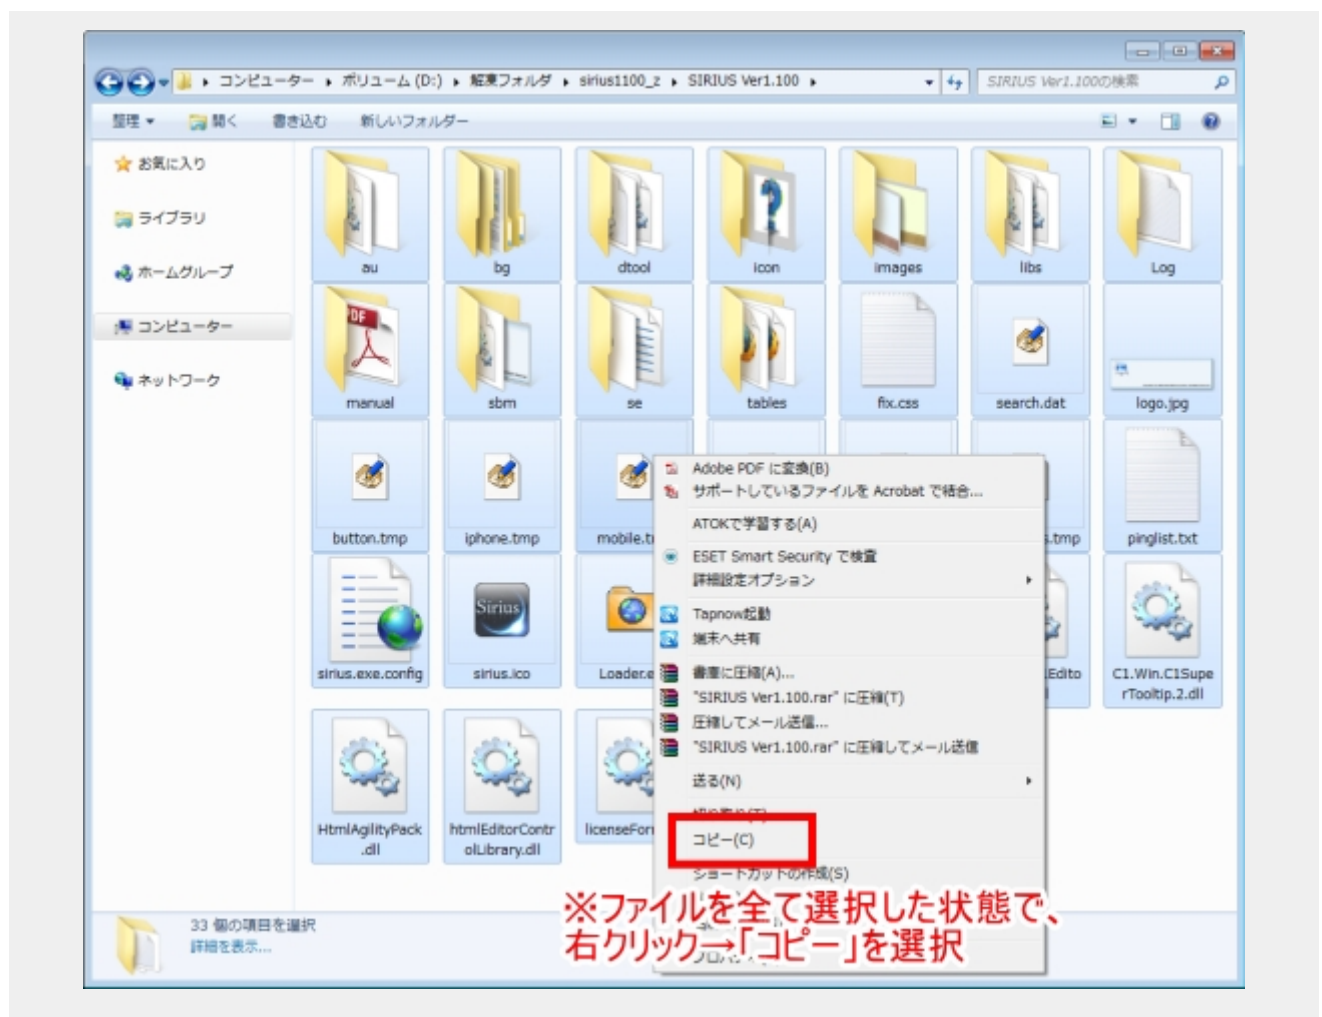 コンピューター ▸ ボリューム (D:) ▸ 解凍フォルダ ▸ sirius1100_z ▸ SIRIUS Ver1.100 ▸
SIRIUS Ver1.100の検索
整理 開く 書き込む 新しいフォルダー
お気に入り
ライブラリ
ホームグループ
コンピューター
ネットワーク
au bg dtool icon images libs Log
PDF
manual sbm se tables fix.css search.dat logo.jpg
button.tmp iphone.tmp mobile.t s.tmp pinglist.txt
Sirius
sirius.exe.config sirius.ico Loader.e Edito C1.Win.C1Supe
rTooltip.2.dll
HtmlAgilityPack htmlEditorContr licenseFor
.dll olLibrary.dll
Adobe PDF に変換(B)
サポートしているファイルを Acrobat で結合...
ATOKで学習する(A)
ESET Smart Security で検査
詳細設定オプション
Tapnow起動
端末へ共有
書庫に圧縮(A)...
"SIRIUS Ver1.100.rar" に圧縮(T)
圧縮してメール送信...
"SIRIUS Ver1.100.rar" に圧縮してメール送信
送る(N)
コピー(C)
ショートカットの作成(S)
※ファイルを全て選択した状態で、
右クリック→「コピー」を選択
33 個の項目を選択
詳細を表示...